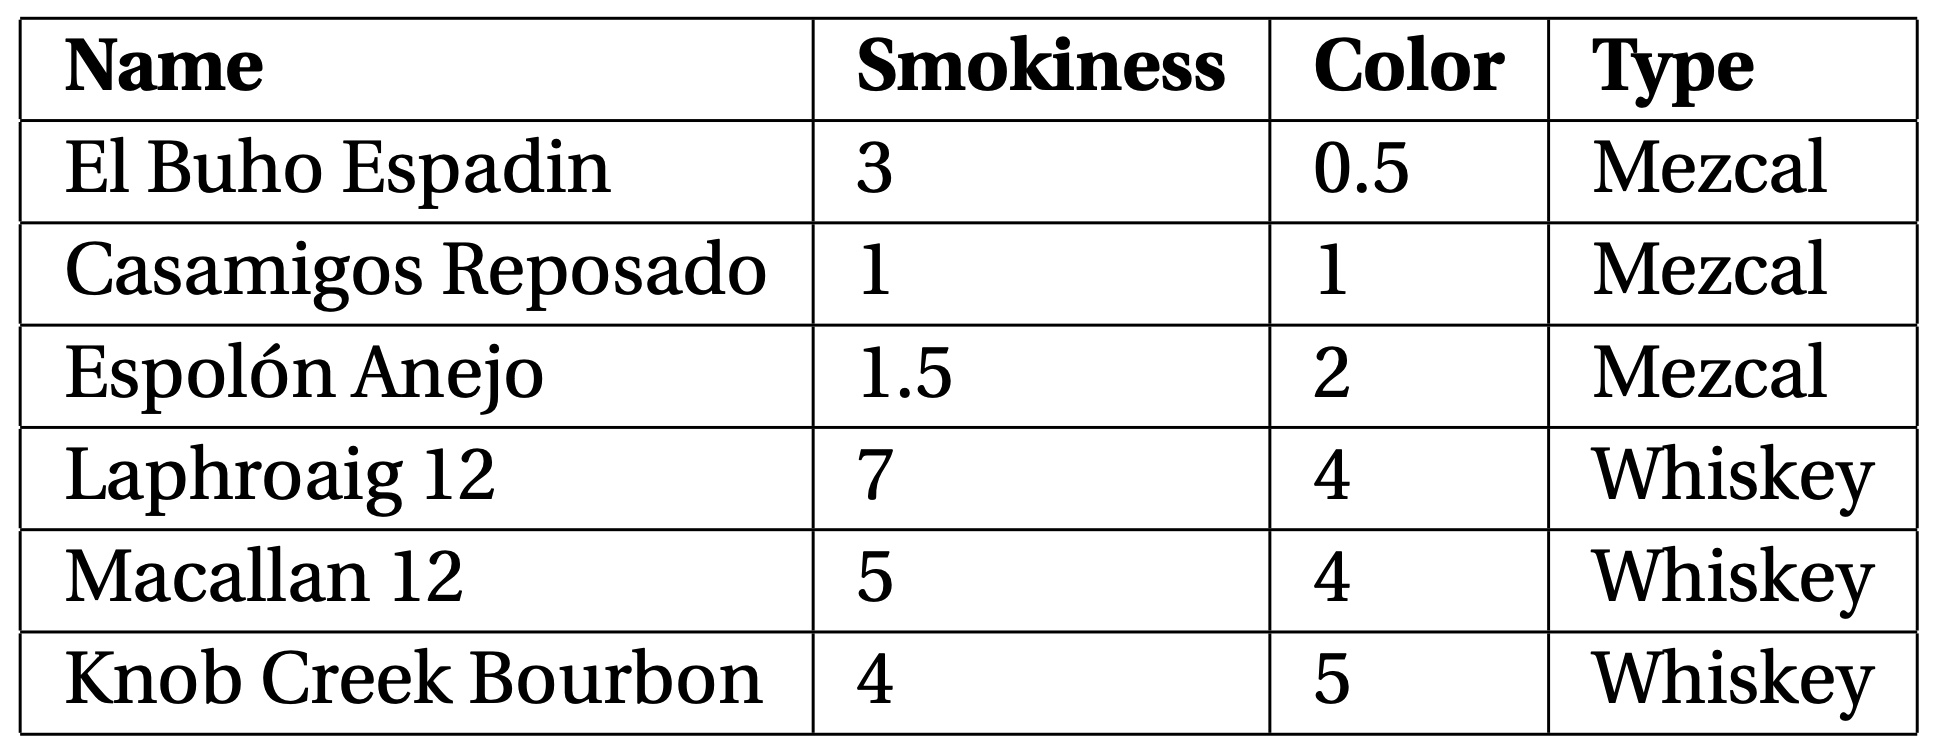 Name Smokiness Color Type
El Buho Espadin 3 0.5 Mezcal
Casamigos Reposado 1 1 Mezcal
Espolón Anejo 1.5 2 Mezcal
Laphroaig 12 7 4 Whiskey
Macallan 12 5 4 Whiskey
Knob Creek Bourbon 4 5 Whiskey